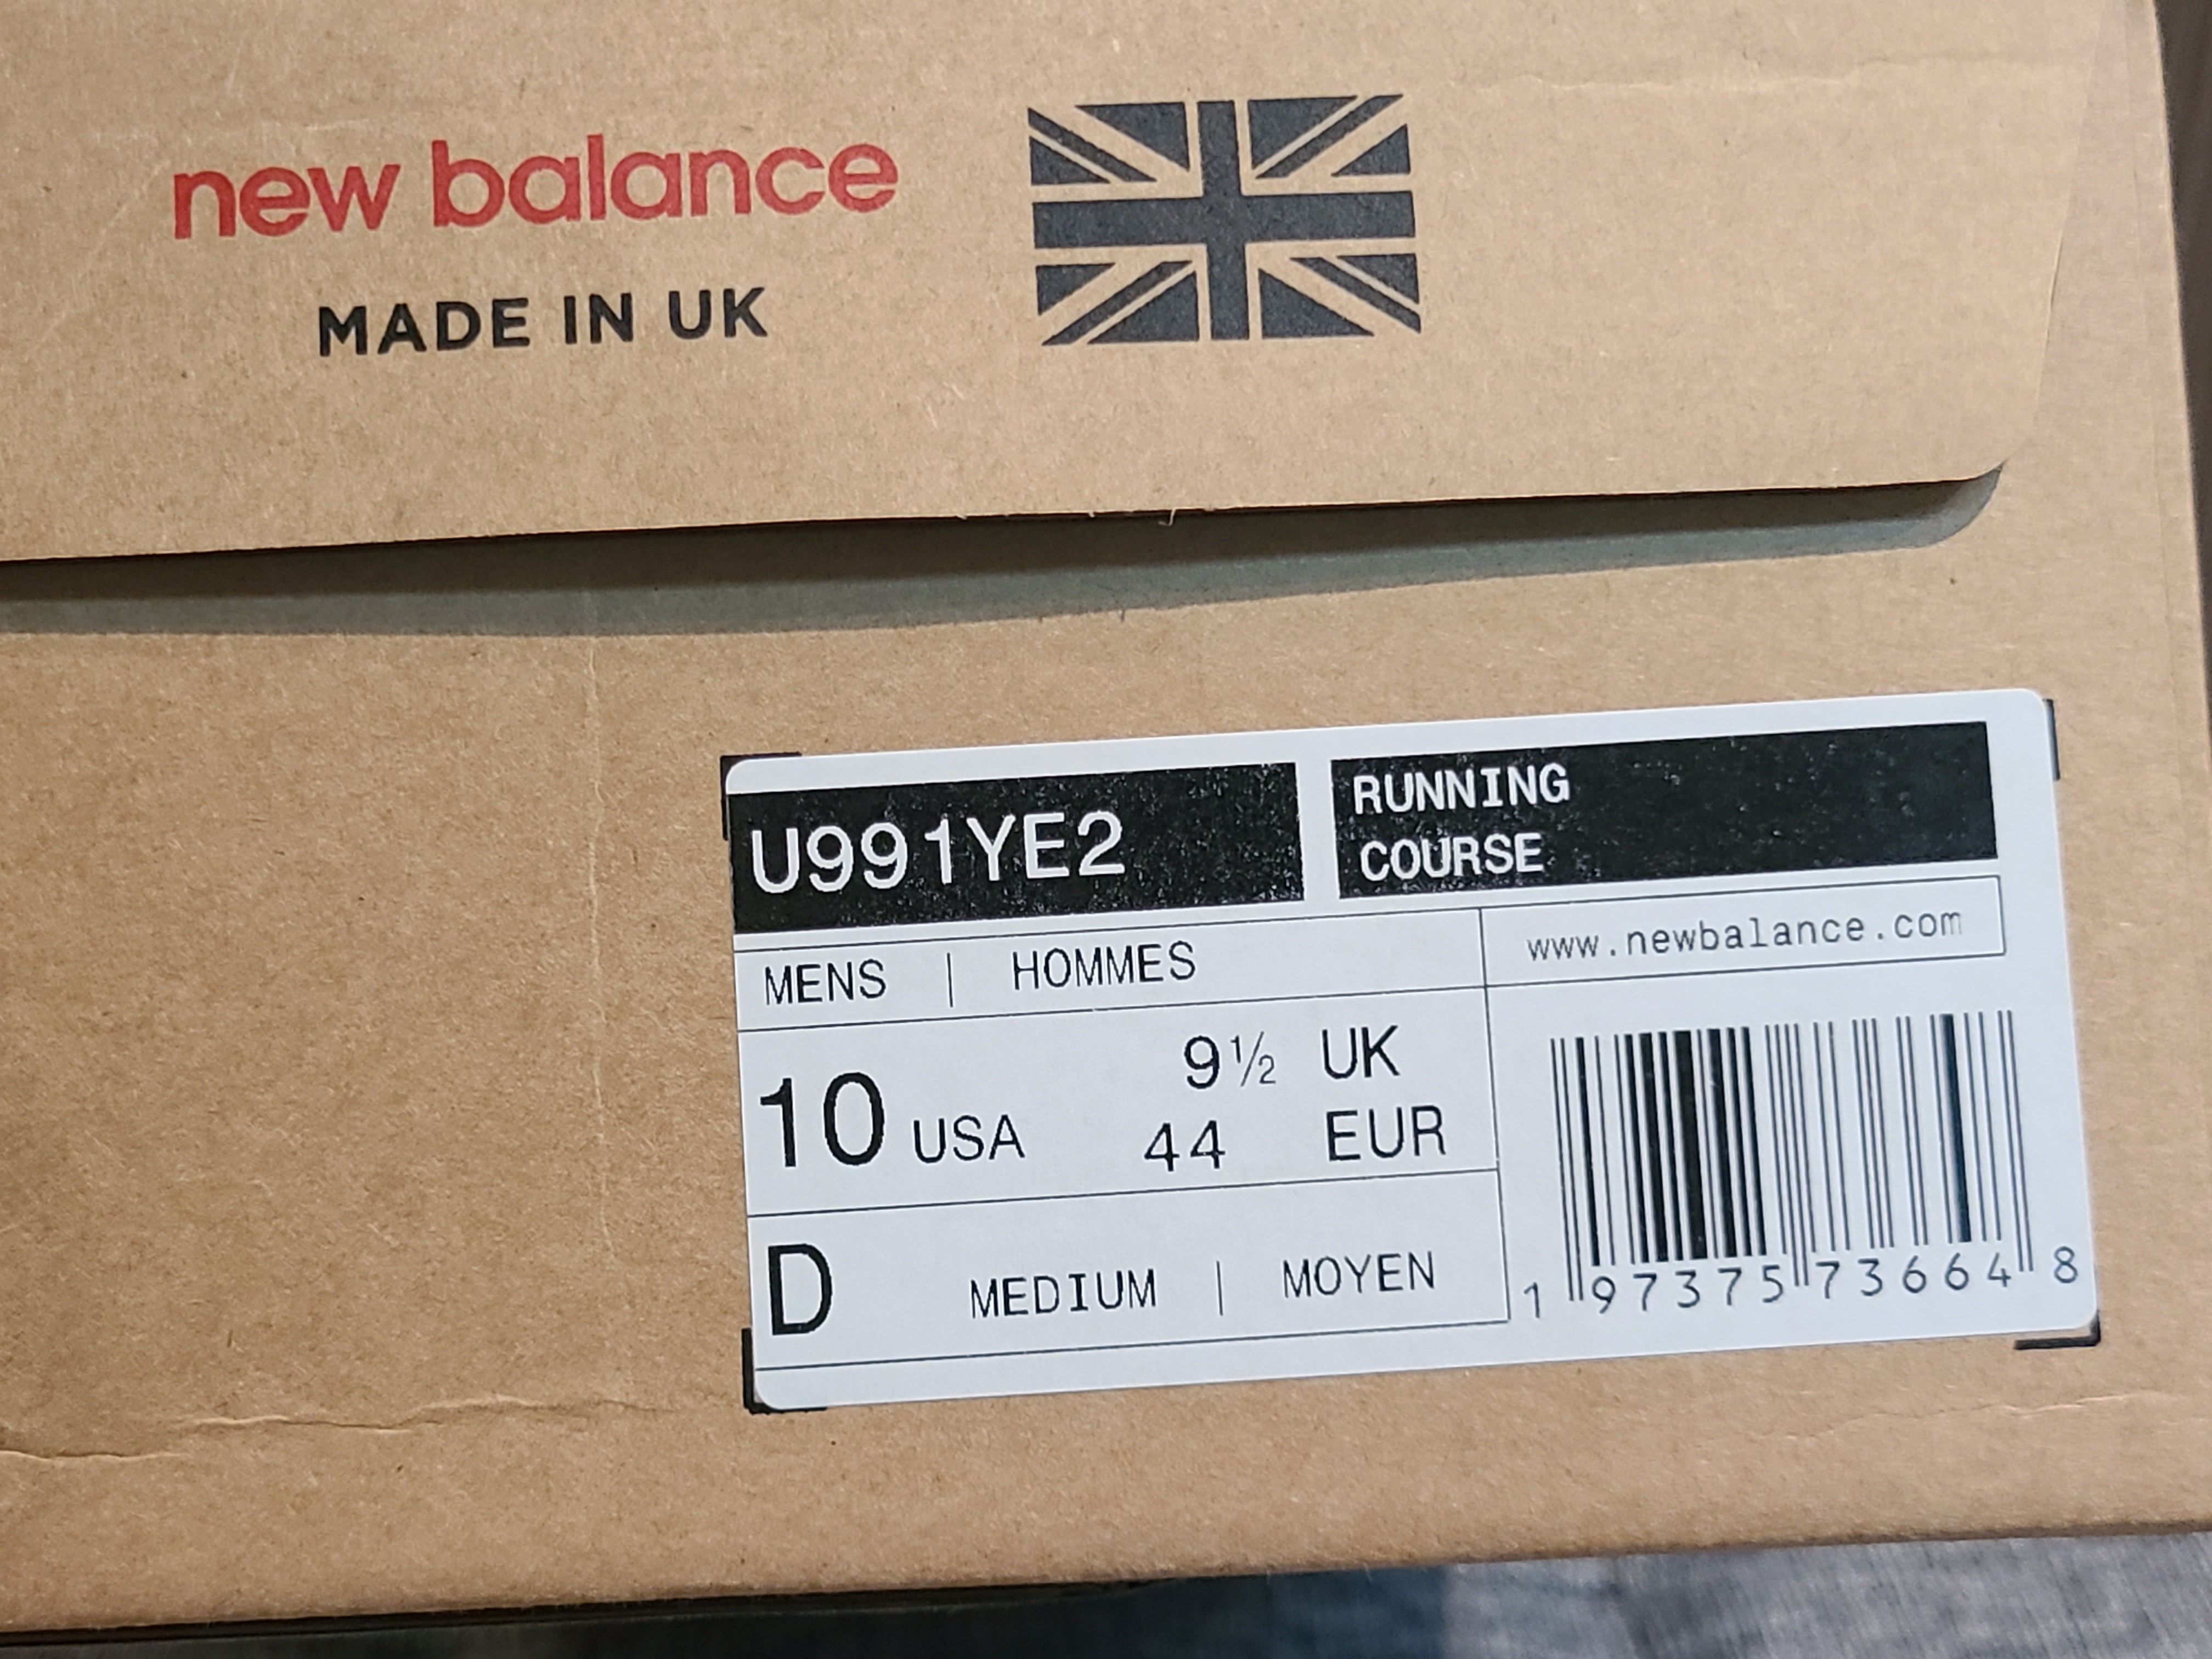 new balance
MADE IN UK
U991YE2
RUNNING
COURSE
MENS | HOMMES
www.newbalance.com
10 USA
9½ UK
44 EUR
D MEDIUM | MOYEN
1 97375 73664 8